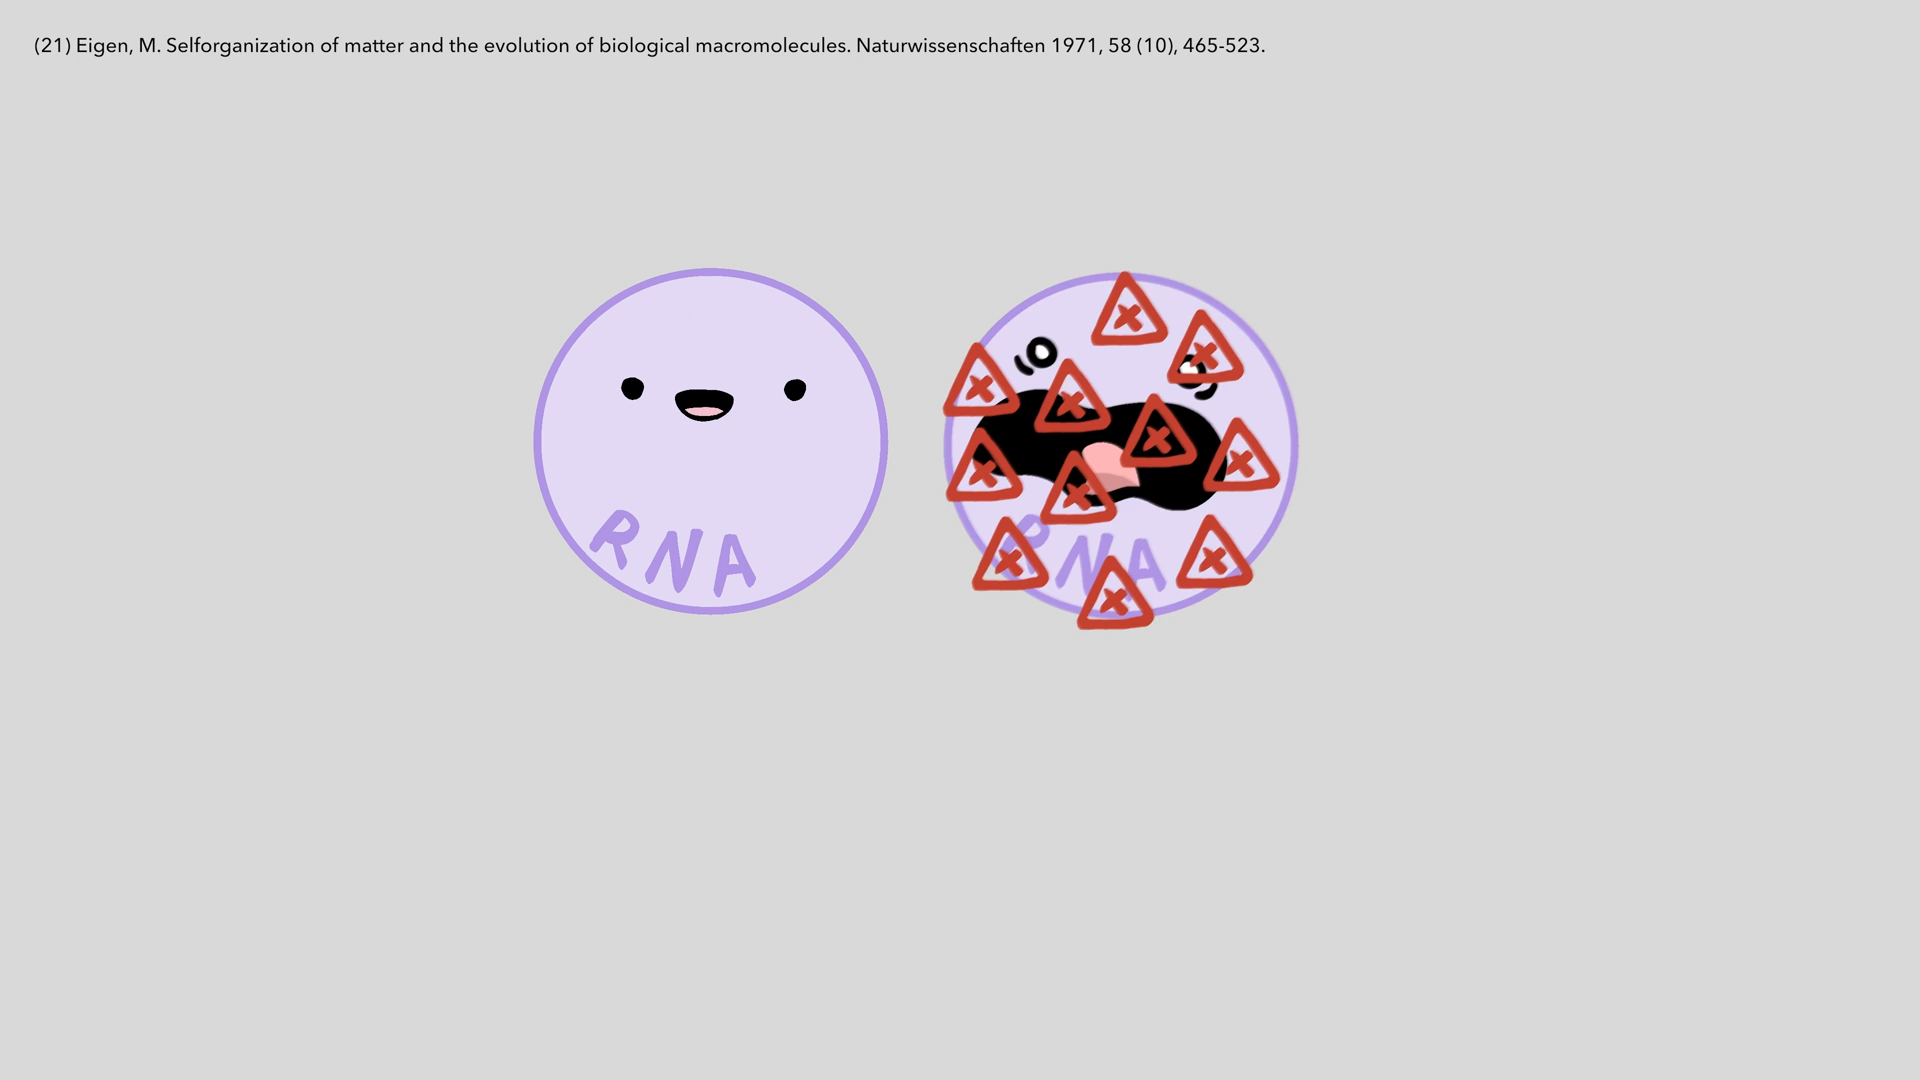 (21) Eigen, M. Selforganization of matter and the evolution of biological macromolecules. Naturwissenschaften 1971, 58 (10), 465-523.
RNA
RNA